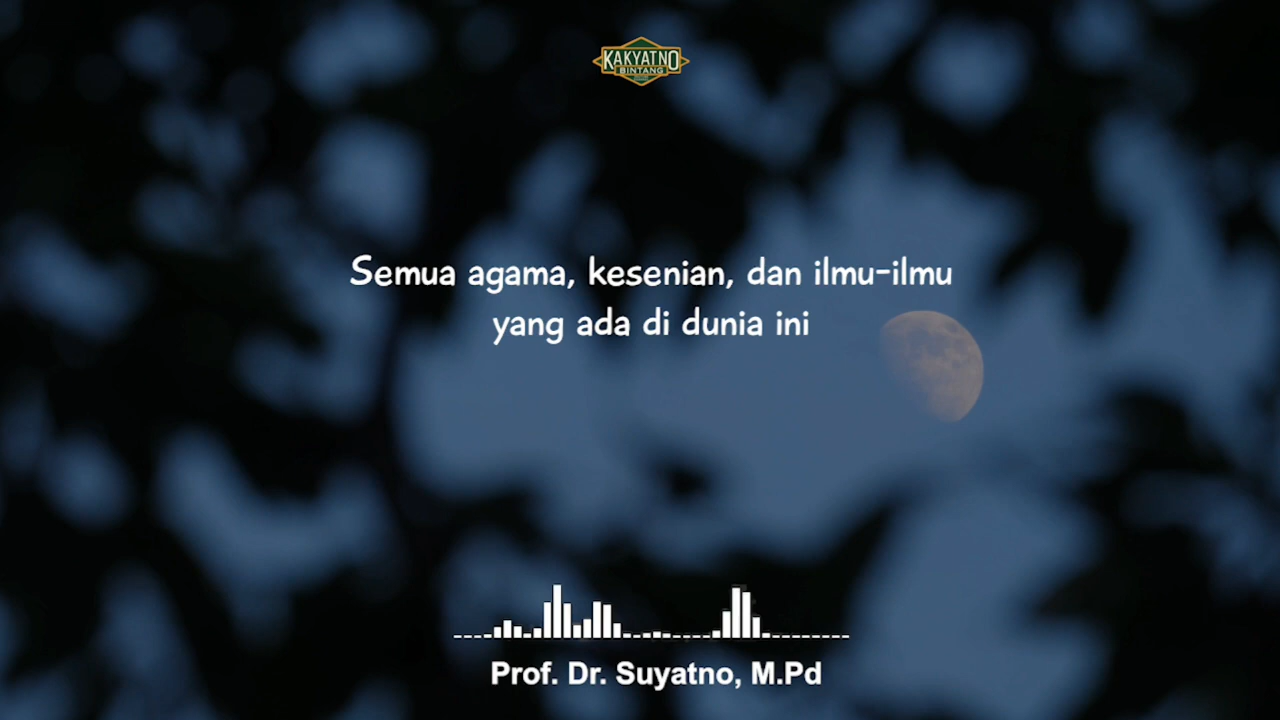 KAKYATNO
BINTANG
Semua agama, kesenian, dan ilmu-ilmu
yang ada di dunia ini
Prof. Dr. Suyatno, M.Pd